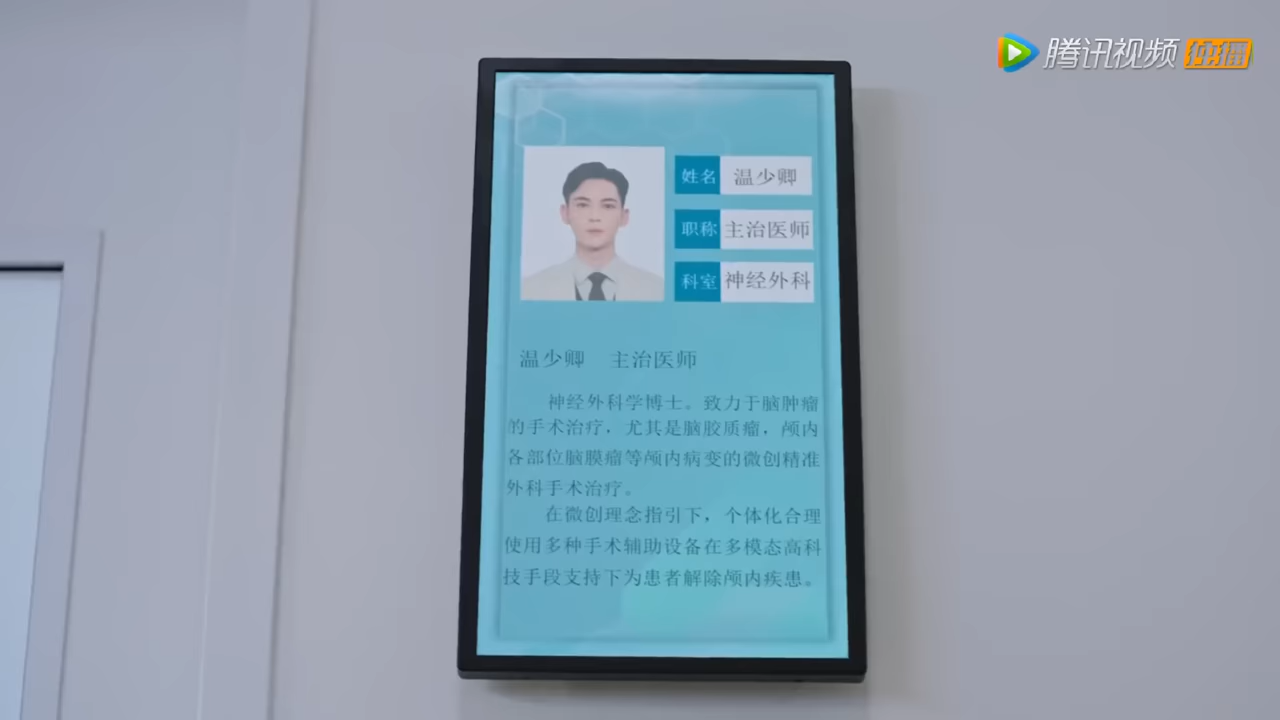 腾讯视频 独播
姓名 温少卿
职称 主治医师
科室 神经外科
温少卿 主治医师
神经外科学博士。致力于脑肿瘤
的手术治疗，尤其是脑胶质瘤，颅内
各部位脑膜瘤等颅内病变的微创精准
外科手术治疗。
在微创理念指引下，个体化合理
使用多种手术辅助设备在多模态高科
技手段支持下为患者解除颅内疾患。